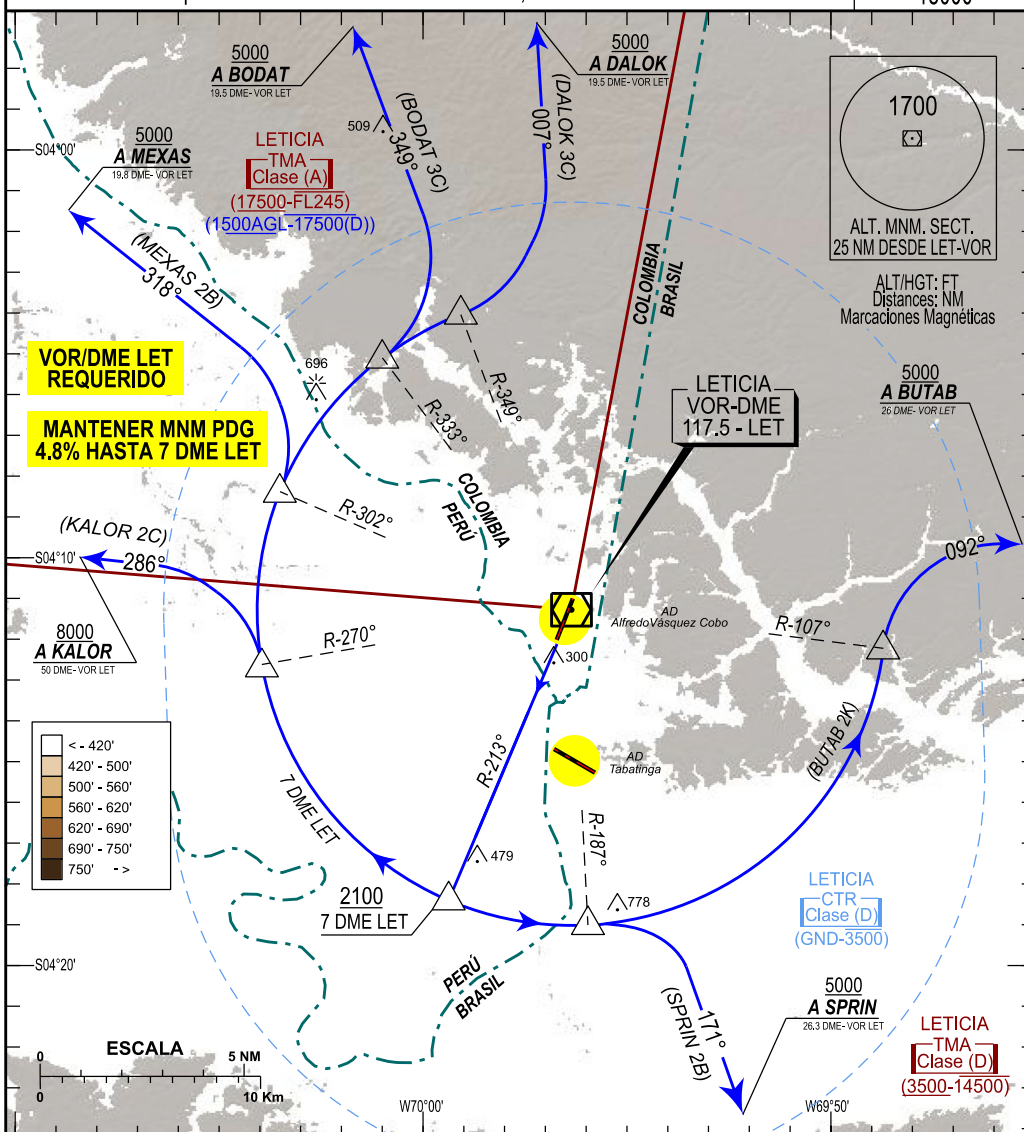 5000
A BODAT
19.5 DME- VOR LET
5000
A DALOK
19.5 DME- VOR LET
5000
A MEXAS
19.8 DME- VOR LET
509
(BODAT 3C)
349°
(DALOK 3C)
007°
S04°00'
LETICIA
TMA
Clase (A)
(17500-FL245)
(1500AGL-17500(D))
1700
ALT. MNM. SECT.
25 NM DESDE LET-VOR
ALT/HGT: FT
Distances: NM
Marcaciones Magnéticas
(MEXAS 2B)
318°
COLOMBIA
BRASIL
VOR/DME LET
REQUERIDO
696
MANTENER MNM PDG
4.8% HASTA 7 DME LET
R-349°
R-333°
LETICIA
VOR-DME
117.5 - LET
5000
A BUTAB
26 DME- VOR LET
COLOMBIA
PERÚ
R-302°
(KALOR 2C)
S04°10'
286°
092°
8000
A KALOR
50 DME- VOR LET
R-270°
AD
AlfredoVásquez Cobo
R-107°
300
R-213°
AD
Tabatinga
(BUTAB 2K)
< - 420'
420' - 500'
500' - 560'
560' - 620'
620' - 690'
690' - 750'
750' ->
7 DME LET
R-187°
479
2100
7 DME LET
778
LETICIA
CTR
Clase (D)
(GND-3500)
S04°20'
PERÚ
BRASIL
171°
(SPRIN 2B)
5000
A SPRIN
26.3 DME- VOR LET
LETICIA
TMA
Clase (D)
(3500-14500)
ESCALA
0 5 NM
0 10 Km
W70°00'
W69°50'